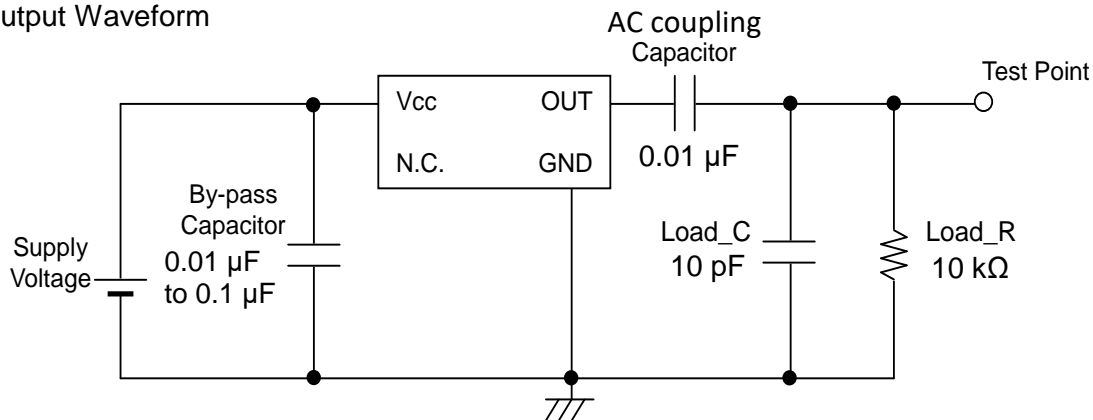 utput Waveform
AC coupling
Capacitor
Test Point
Vcc
OUT
N.C.
GND
0.01 µF
By-pass
Capacitor
0.01 µF
to 0.1 µF
Supply
Voltage
Load_C
10 pF
Load_R
10 kΩ